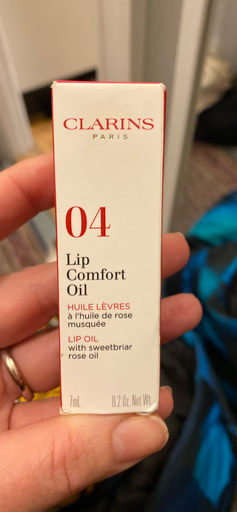 CLARINS
PARIS
04
Lip
Comfort
Oil
HUILE LÈVRES
à l'huile de rose
musquée
LIP OIL
with sweetbriar
rose oil
7mL 0.2 Oz. Net Wt.